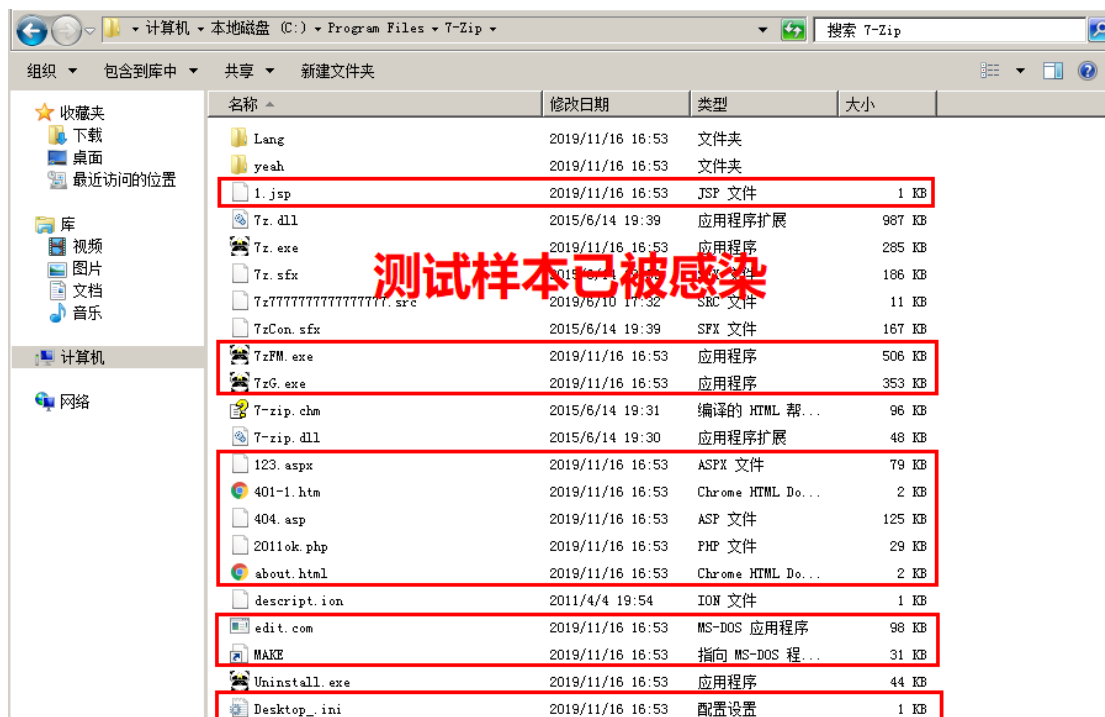 计算机 本地磁盘 (C:) Program Files 7-Zip 搜索 7-Zip
组织 包含到库中 共享 新建文件夹
收藏夹
下载
桌面
最近访问的位置
库
视频
图片
文档
音乐
计算机
网络
名称 修改日期 类型 大小
Lang 2019/11/16 16:53 文件夹
yeah 2019/11/16 16:53 文件夹
1.jsp 2019/11/16 16:53 JSP 文件 1 KB
7z.dll 2015/6/14 19:39 应用程序扩展 987 KB
7z.exe 2019/11/16 16:53 应用程序 285 KB
测试样本已被感染
7z.sfx 186 KB
2019/6/10 17:32 SRC 文件 11 KB
7zCon.sfx 2015/6/14 19:39 SFX 文件 167 KB
7zFM.exe 2019/11/16 16:53 应用程序 506 KB
7zG.exe 2019/11/16 16:53 应用程序 353 KB
7-zip.chm 2015/6/14 19:31 编译的 HTML 帮... 96 KB
7-zip.dll 2015/6/14 19:30 应用程序扩展 48 KB
123.aspx 2019/11/16 16:53 ASPX 文件 79 KB
401-1.htm 2019/11/16 16:53 Chrome HTML Do... 2 KB
404.asp 2019/11/16 16:53 ASP 文件 125 KB
2011ok.php 2019/11/16 16:53 PHP 文件 29 KB
about.html 2019/11/16 16:53 Chrome HTML Do... 2 KB
descript.ion 2011/4/4 19:54 ION 文件 1 KB
edit.com 2019/11/16 16:53 MS-DOS 应用程序 98 KB
MAKE 2019/11/16 16:53 指向 MS-DOS 程... 31 KB
Uninstall.exe 2019/11/16 16:53 应用程序 44 KB
Desktop_.ini 2019/11/16 16:53 配置设置 1 KB